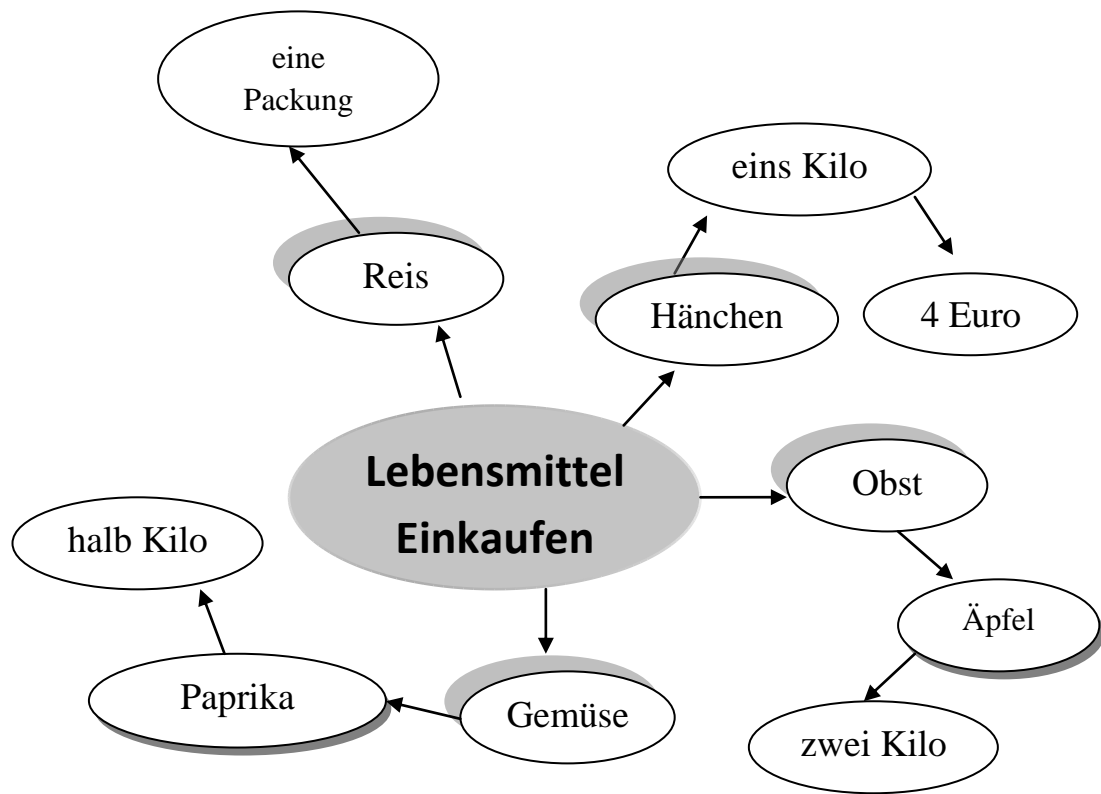 eine
Packung
eins Kilo
Reis
Hänchen
4 Euro
Lebensmittel
Einkaufen
Obst
halb Kilo
Äpfel
Paprika
Gemüse
zwei Kilo